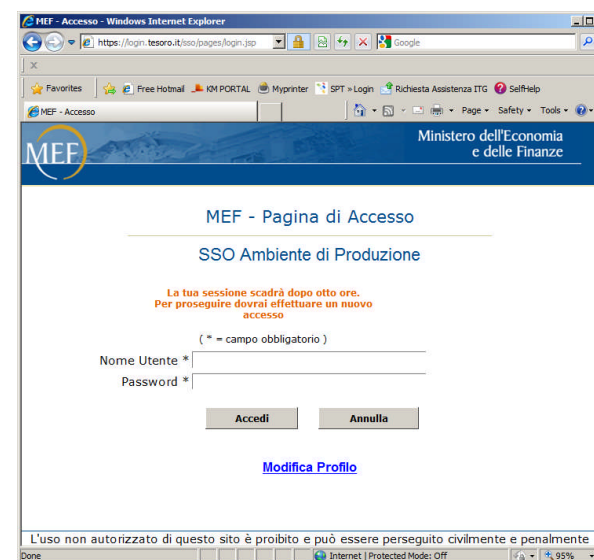 MEF - Accesso - Windows Internet Explorer
https://login.tesoro.it/sso/pages/login.jsp
Google
x
Favorites Free Hotmail KM PORTAL Myprinter SPT » Login Richiesta Assistenza ITG SelfHelp
MEF - Accesso Page Safety Tools
MEF
Ministero dell'Economia
e delle Finanze
MEF - Pagina di Accesso
SSO Ambiente di Produzione
La tua sessione scadrà dopo otto ore.
Per proseguire dovrai effettuare un nuovo
accesso
( * = campo obbligatorio )
Nome Utente *
Password *
Accedi Annulla
Modifica Profilo
L'uso non autorizzato di questo sito è proibito e può essere perseguito civilmente e penalmente
Done Internet | Protected Mode: Off 95%